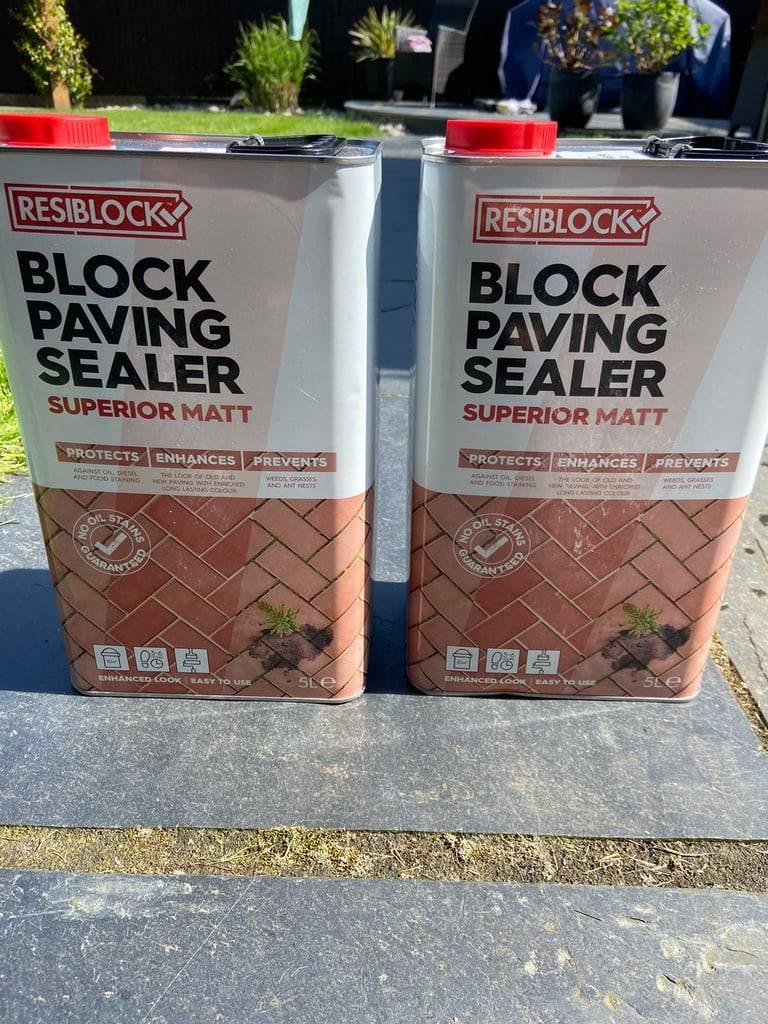 RESIBLOCK
BLOCK
PAVING
SEALER
SUPERIOR MATT
PROTECTS ENHANCES PREVENTS
AGAINST OIL, DIESEL
AND FOOD STAINING
THE LOOK OF OLD AND
NEW PAVING WITH ENRICHED
LONG LASTING COLOUR
WEEDS, GRASSES
AND ANT NESTS
NO OIL STAINS
GUARANTEED
3-6
ENHANCED LOOK | EASY TO USE
5L℮
RESIBLOCK
BLOCK
PAVING
SEALER
SUPERIOR MATT
PROTECTS ENHANCES PREVENTS
AGAINST OIL, DIESEL
AND FOOD STAINING
THE LOOK OF OLD AND
NEW PAVING WITH ENRICHED
LONG LASTING COLOUR
WEEDS, GRASSES
AND ANT NESTS
NO OIL STAINS
GUARANTEED
3-6
ENHANCED LOOK | EASY TO USE
5L℮